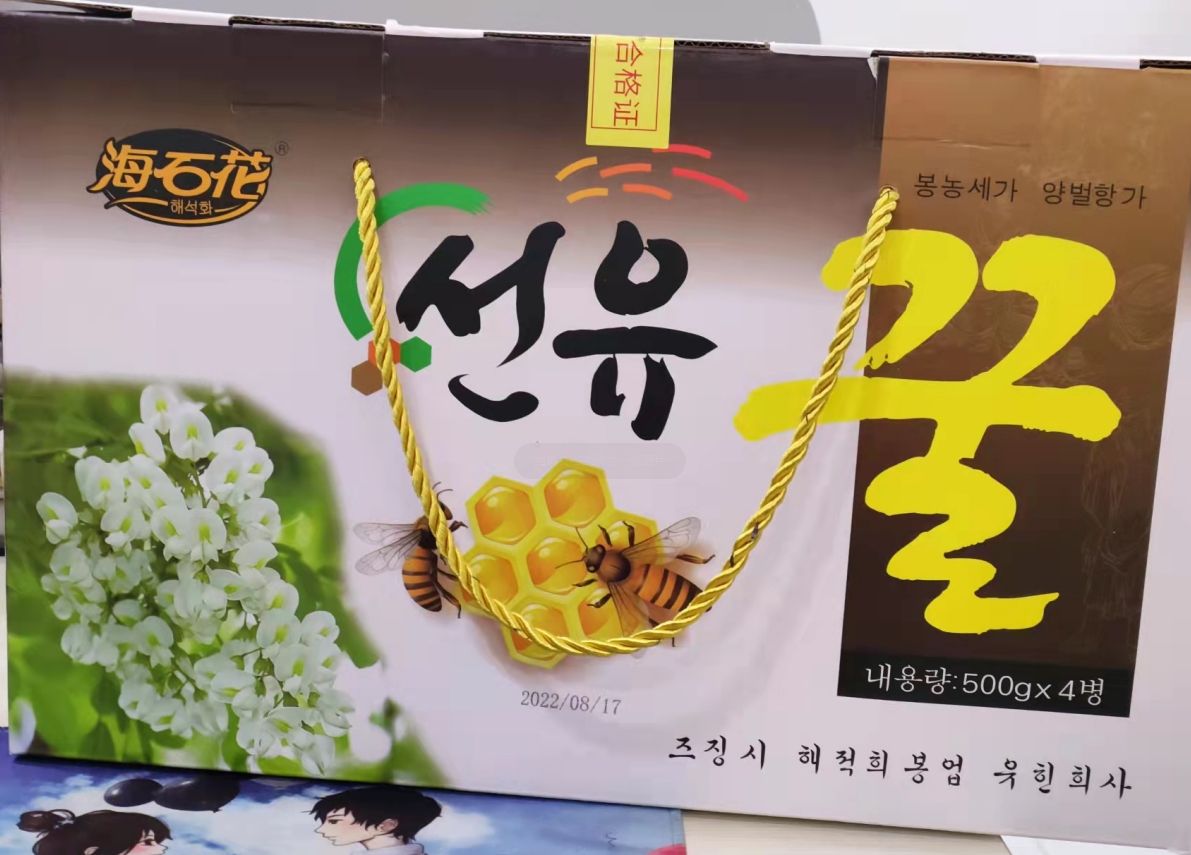 合格证
海石花®
해석화
봉농세가 양벌항가
선유
꿀
내용량:500g×4병
2022/08/17
즈징시 해적희봉업 유힌희사